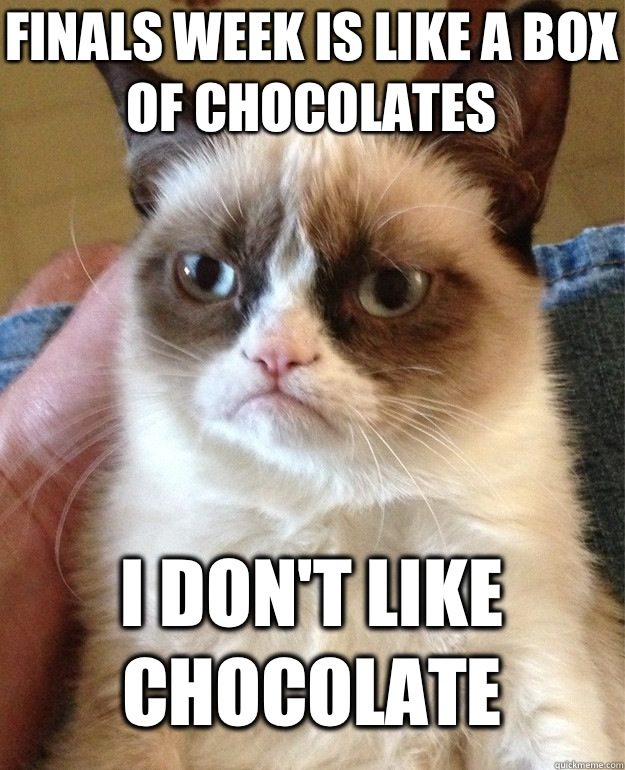 FINALS WEEK IS LIKE A BOX
OF CHOCOLATES
I DON'T LIKE
CHOCOLATE
quickmeme.com